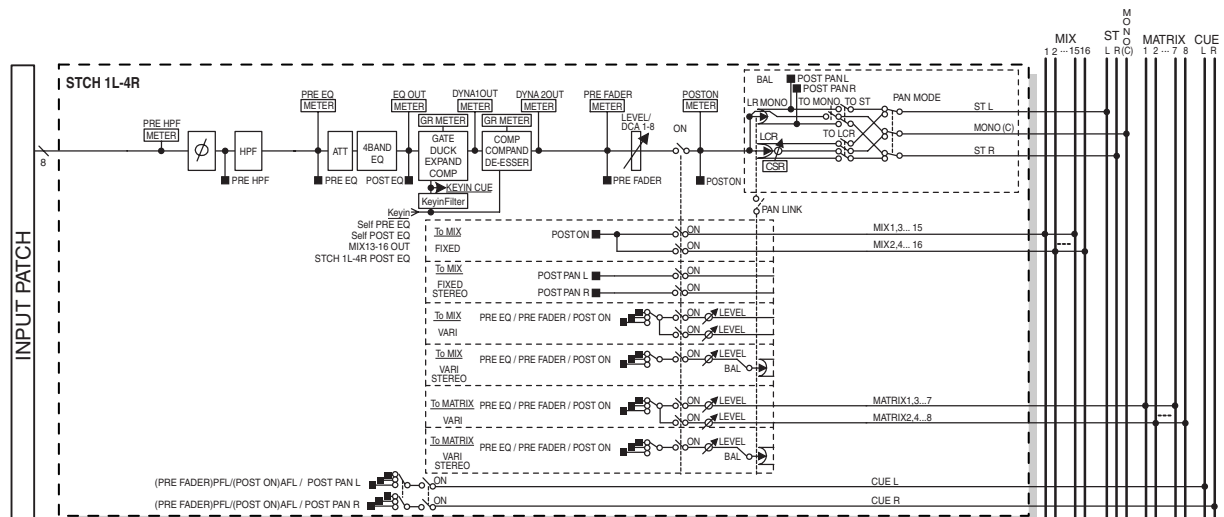 MIX
1 2 ··· 15 16
ST
L R
MONO
(C)
MATRIX
1 2 ··· 7 8
CUE
L R
INPUT PATCH
8
STCH 1L-4R
PRE HPF
METER
Ø
PRE HPF
HPF
PRE EQ
METER
PRE EQ
ATT
4BAND
EQ
EQ OUT
METER
POST EQ
DYNA1OUT
METER
GR METER
GATE
DUCK
EXPAND
COMP
KEYIN CUE
KeyinFilter
Keyin
Self PRE EQ
Self POST EQ
MIX13-16 OUT
STCH 1L-4R POST EQ
DYNA 2OUT
METER
GR METER
COMP
COMPAND
DE-ESSER
PRE FADER
METER
PRE FADER
LEVEL/
DCA 1-8
ON
POSTON
METER
POSTON
BAL
POST PAN L
POST PAN R
LR MONO
TO MONO
TO ST
PAN MODE
LCR
TO LCR
CSR
ST L
MONO (C)
ST R
PAN LINK
To MIX
FIXED
POSTON
ON
ON
MIX1,3... 15
MIX2,4... 16
To MIX
FIXED
STEREO
POST PAN L
POST PAN R
ON
ON
To MIX
VARI
PRE EQ / PRE FADER / POST ON
ON
LEVEL
ON
LEVEL
To MIX
VARI
STEREO
PRE EQ / PRE FADER / POST ON
ON
LEVEL
BAL
To MATRIX
VARI
PRE EQ / PRE FADER / POST ON
ON
LEVEL
ON
LEVEL
MATRIX1,3...7
MATRIX2,4...8
To MATRIX
VARI
STEREO
PRE EQ / PRE FADER / POST ON
ON
LEVEL
BAL
(PRE FADER)PFL/(POST ON)AFL / POST PAN L
ON
CUE L
(PRE FADER)PFL/(POST ON)AFL / POST PAN R
ON
CUE R